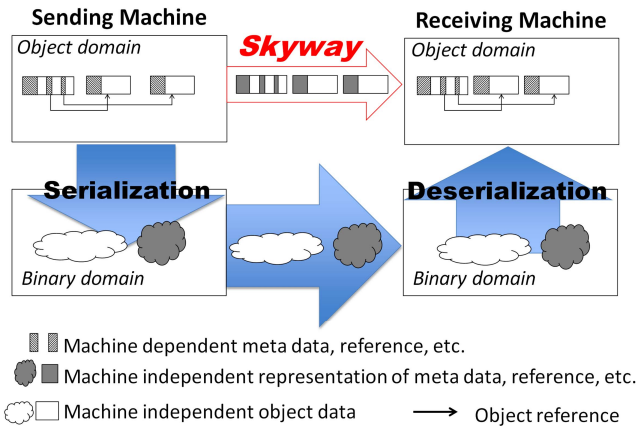 Sending Machine
Receiving Machine
Object domain
Skyway
Object domain
Serialization
Deserialization
Binary domain
Binary domain
Machine dependent meta data, reference, etc.
Machine independent representation of meta data, reference, etc.
Machine independent object data
Object reference